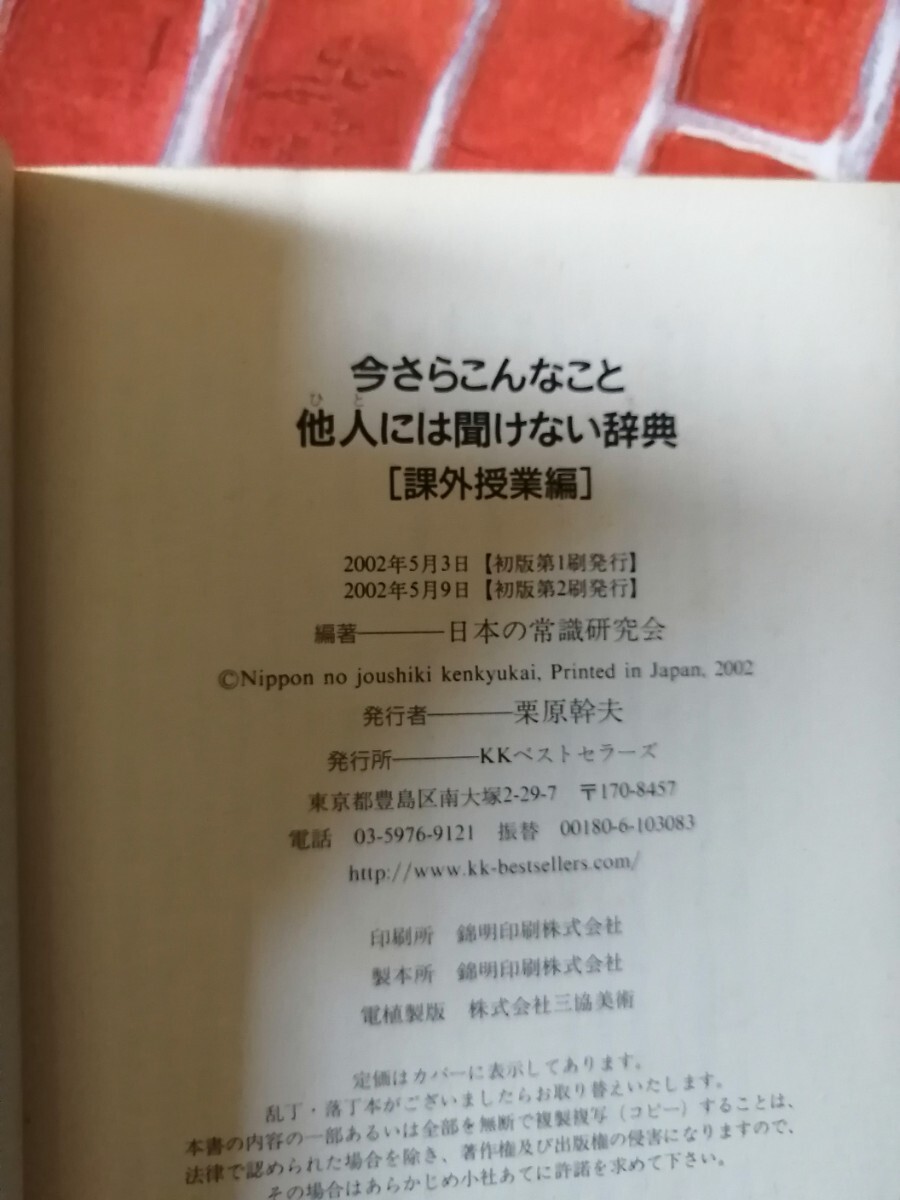 今さらこんなこと
ひと
他人には聞けない辞典
[課外授業編]
2002年5月3日【初版第1刷発行】
2002年5月9日【初版第2刷発行】
編著―――日本の常識研究会
©Nippon no joushiki kenkyukai, Printed in Japan, 2002
発行者―――栗原幹夫
発行所―――KKベストセラーズ
東京都豊島区南大塚2-29-7 〒170-8457
電話 03-5976-9121 振替 00180-6-103083
http://www.kk-bestsellers.com/
印刷所 錦明印刷株式会社
製本所 錦明印刷株式会社
電植製版 株式会社三協美術
定価はカバーに表示してあります。
乱丁・落丁本がございましたらお取り替えいたします。
本書の内容の一部あるいは全部を無断で複製複写（コピー）することは、
法律で認められた場合を除き、著作権及び出版権の侵害になりますので、
その場合はあらかじめ小社あてに許諾を求めて下さい。